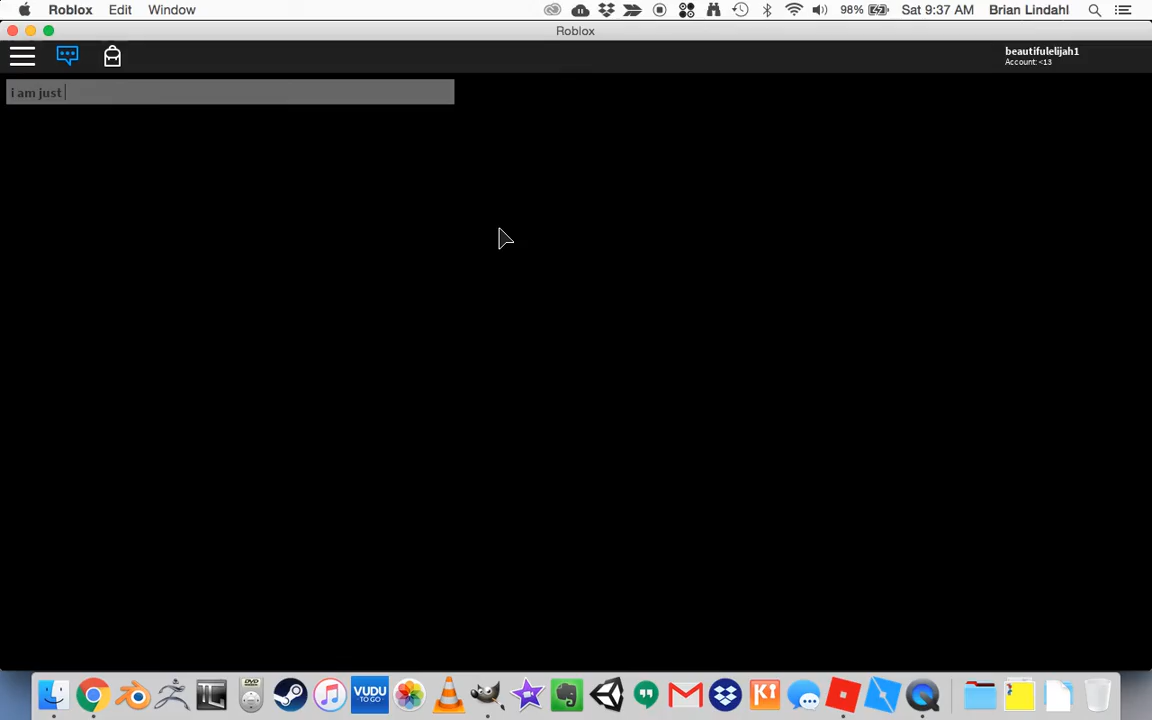 Roblox Edit Window 98% Sat 9:37 AM Brian Lindahl
Roblox
beautifulelijah1
Account: <13
i am just
DVD
VUDU
TO GO